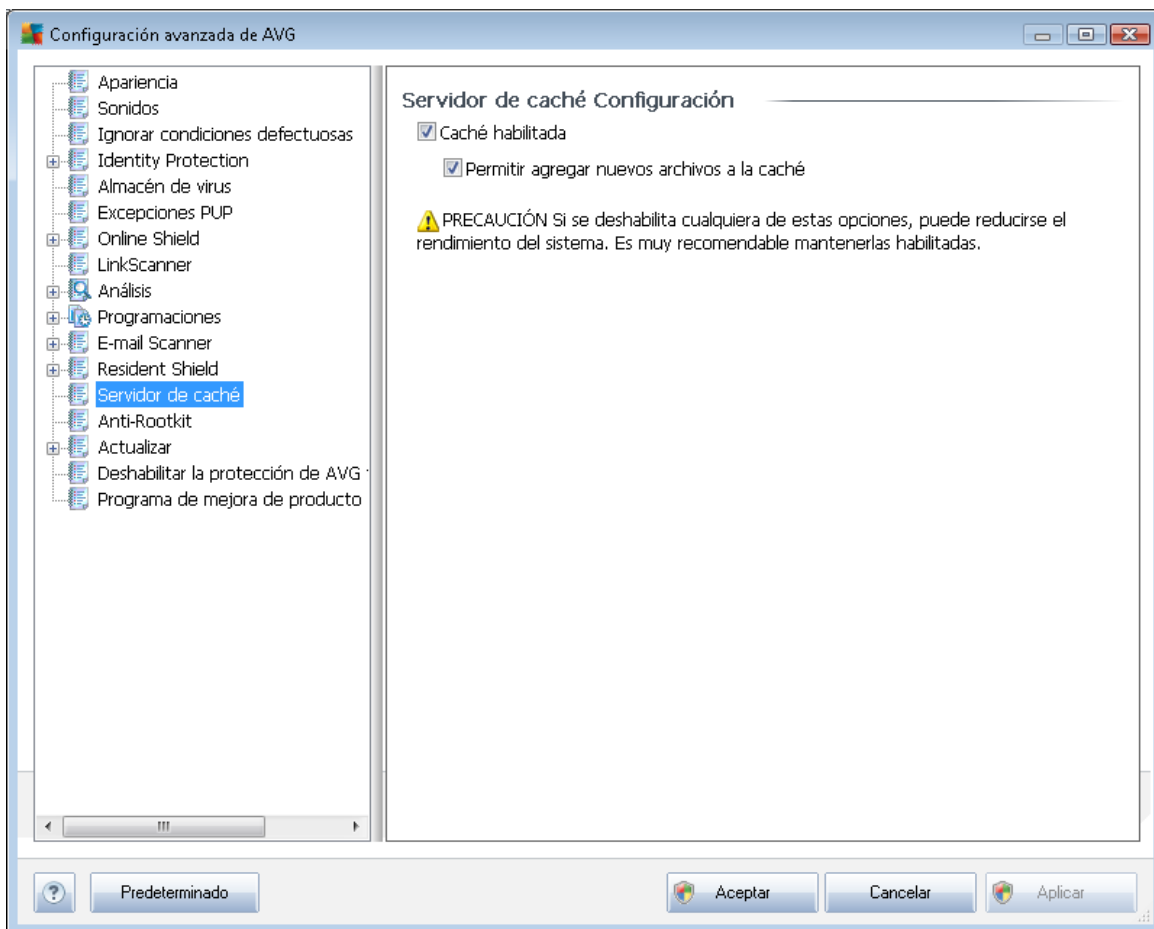 Configuración avanzada de AVG
Apariencia
Sonidos
Ignorar condiciones defectuosas
Identity Protection
Almacén de virus
Excepciones PUP
Online Shield
LinkScanner
Análisis
Programaciones
E-mail Scanner
Resident Shield
Servidor de caché
Anti-Rootkit
Actualizar
Deshabilitar la protección de AVG
Programa de mejora de producto
Servidor de caché Configuración
Caché habilitada
Permitir agregar nuevos archivos a la caché
PRECAUCIÓN Si se deshabilita cualquiera de estas opciones, puede reducirse el
rendimiento del sistema. Es muy recomendable mantenerlas habilitadas.
?
Predeterminado
Aceptar
Cancelar
Aplicar